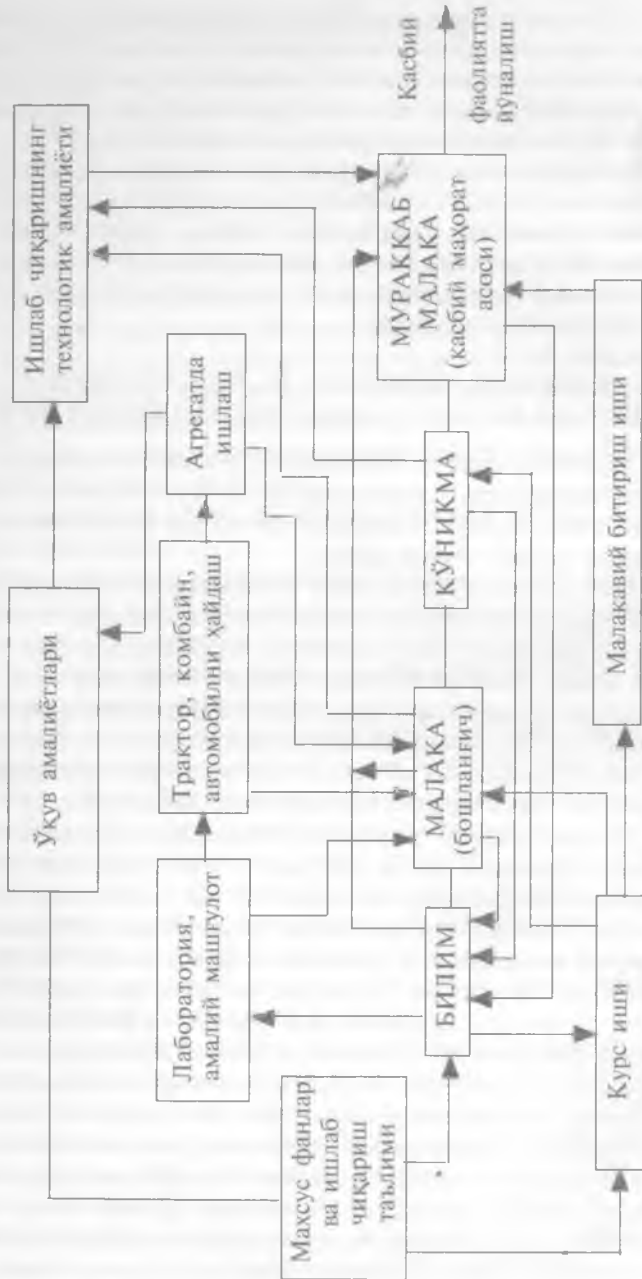 Ўқув амалиётлари
Ишлаб чиқаришнинг
технологик амалиёти
Лаборатория,
амалий машғулот
Трактор, комбайн,
автомобилни ҳайдаш
Агрегатда
ишлаш
Махсус фанлар,
ва ишлаб
чиқариш
таълими
БИЛИМ
МАЛАКА
(бошланғич)
КЎНИКМА
МУРАККАБ
МАЛАКА
(касбий маҳорат
асоси)
Касбий
фаолиятга
йўналиш
Курс иши
Малакавий битириш иши